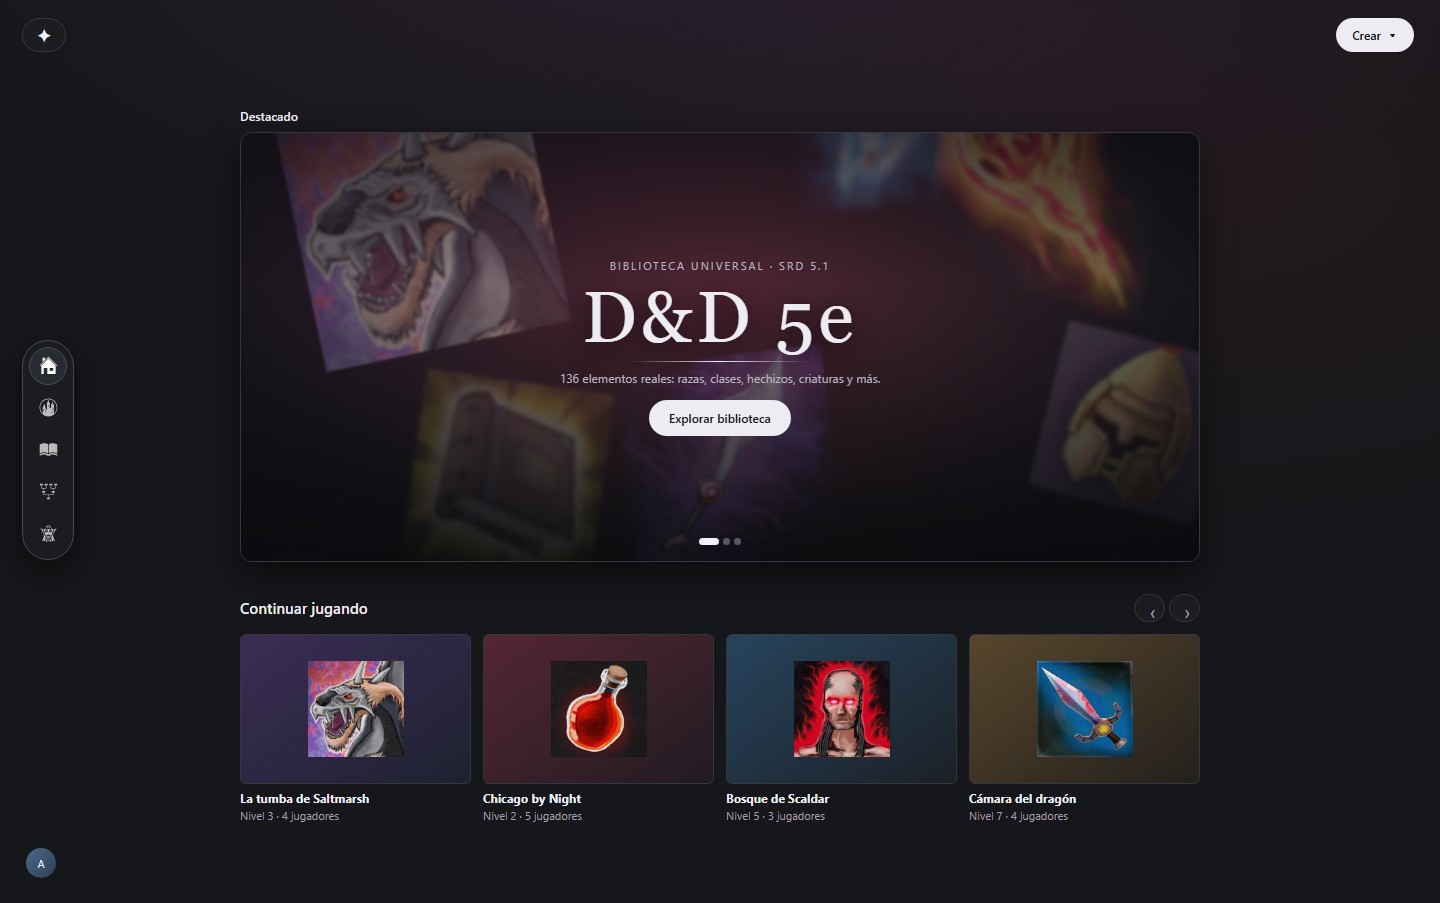 Crear
Destacado
BIBLIOTECA UNIVERSAL · SRD 5.1
D&D 5e
136 elementos reales: razas, clases, hechizos, criaturas y más.
Explorar biblioteca
Continuar jugando
La tumba de Saltmarsh
Nivel 3 · 4 jugadores
Chicago by Night
Nivel 2 · 5 jugadores
Bosque de Scaldar
Nivel 5 · 3 jugadores
Cámara del dragón
Nivel 7 · 4 jugadores
A